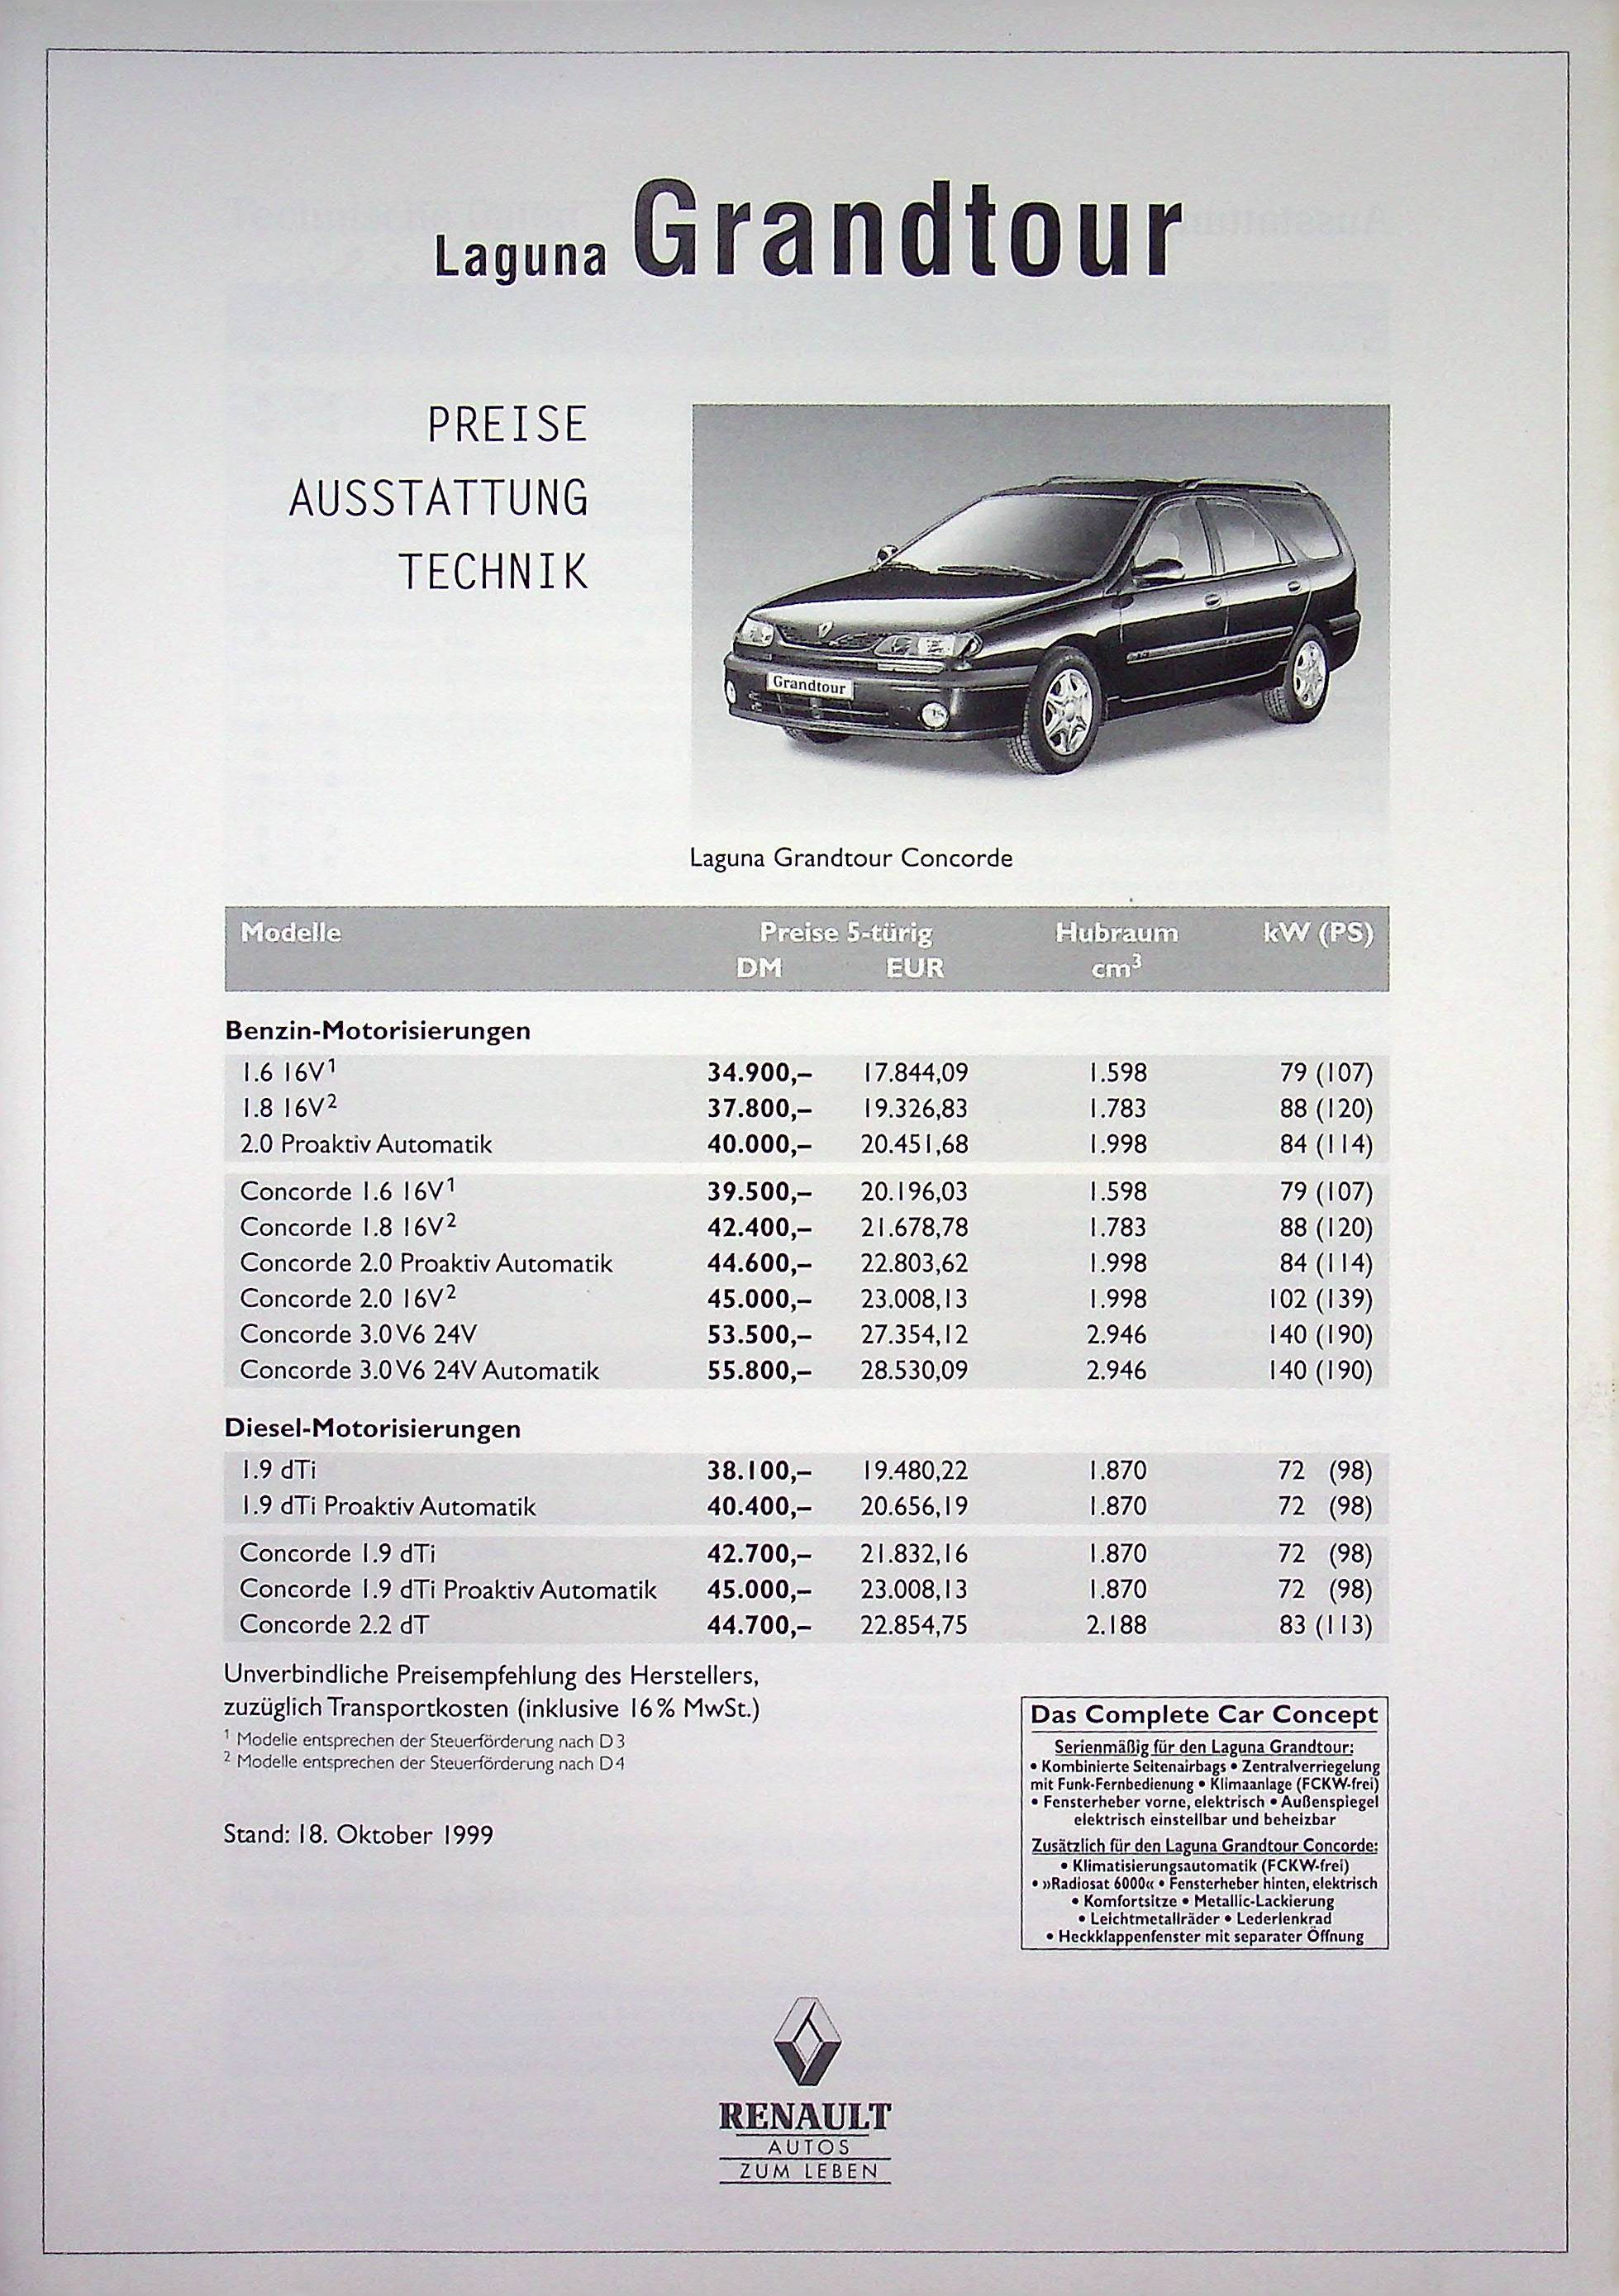 Laguna Grandtour
PREISE
AUSSTATTUNG
TECHNIK
Grandtour
Laguna Grandtour Concorde
Modelle Preise 5-türig Hubraum kW (PS)
DM EUR cm³
Benzin-Motorisierungen
1.6 16V¹ 34.900,– 17.844,09 1.598 79 (107)
1.8 16V² 37.800,– 19.326,83 1.783 88 (120)
2.0 Proaktiv Automatik 40.000,– 20.451,68 1.998 84 (114)
Concorde 1.6 16V¹ 39.500,– 20.196,03 1.598 79 (107)
Concorde 1.8 16V² 42.400,– 21.678,78 1.783 88 (120)
Concorde 2.0 Proaktiv Automatik 44.600,– 22.803,62 1.998 84 (114)
Concorde 2.0 16V² 45.000,– 23.008,13 1.998 102 (139)
Concorde 3.0 V6 24V 53.500,– 27.354,12 2.946 140 (190)
Concorde 3.0 V6 24V Automatik 55.800,– 28.530,09 2.946 140 (190)
Diesel-Motorisierungen
1.9 dTi 38.100,– 19.480,22 1.870 72 (98)
1.9 dTi Proaktiv Automatik 40.400,– 20.656,19 1.870 72 (98)
Concorde 1.9 dTi 42.700,– 21.832,16 1.870 72 (98)
Concorde 1.9 dTi Proaktiv Automatik 45.000,– 23.008,13 1.870 72 (98)
Concorde 2.2 dT 44.700,– 22.854,75 2.188 83 (113)
Unverbindliche Preisempfehlung des Herstellers,
zuzüglich Transportkosten (inklusive 16% MwSt.)
¹ Modelle entsprechen der Steuerförderung nach D3
² Modelle entsprechen der Steuerförderung nach D4
Stand: 18. Oktober 1999
Das Complete Car Concept
Serienmäßig für den Laguna Grandtour:
• Kombinierte Seitenairbags • Zentralverriegelung
mit Funk-Fernbedienung • Klimaanlage (FCKW-frei)
• Fensterheber vorne, elektrisch • Außenspiegel
elektrisch einstellbar und beheizbar
Zusätzlich für den Laguna Grandtour Concorde:
• Klimatisierungsautomatik (FCKW-frei)
• »Radiosat 6000« • Fensterheber hinten, elektrisch
• Komfortsitze • Metallic-Lackierung
• Leichtmetallräder • Lederlenkrad
• Heckklappenfenster mit separater Öffnung
RENAULT
AUTOS
ZUM LEBEN